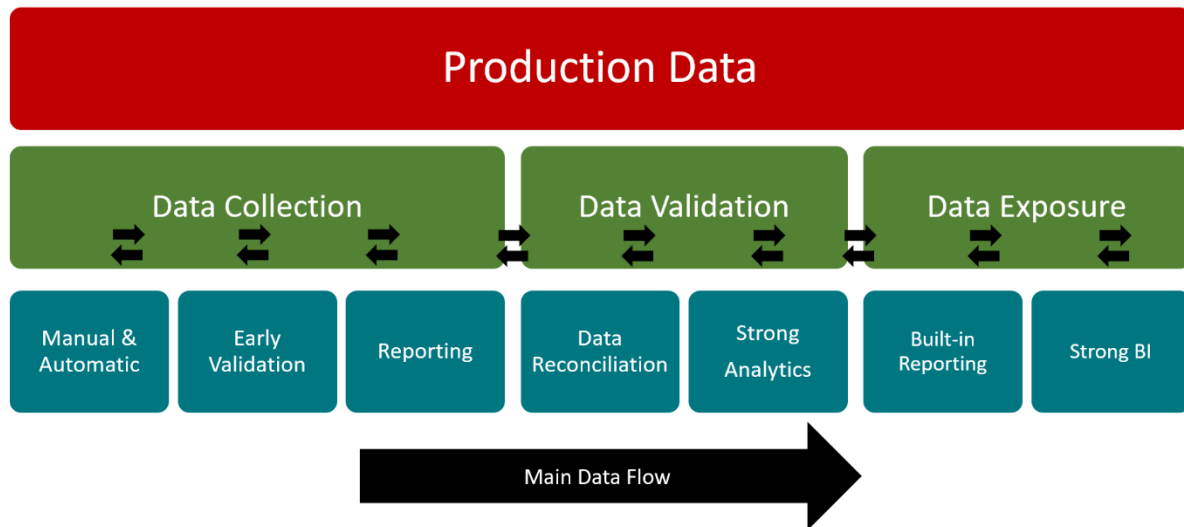 Production Data
Data Collection
Data Validation
Data Exposure
Manual &
Automatic
Early
Validation
Reporting
Data
Reconciliation
Strong
Analytics
Built-in
Reporting
Strong BI
Main Data Flow